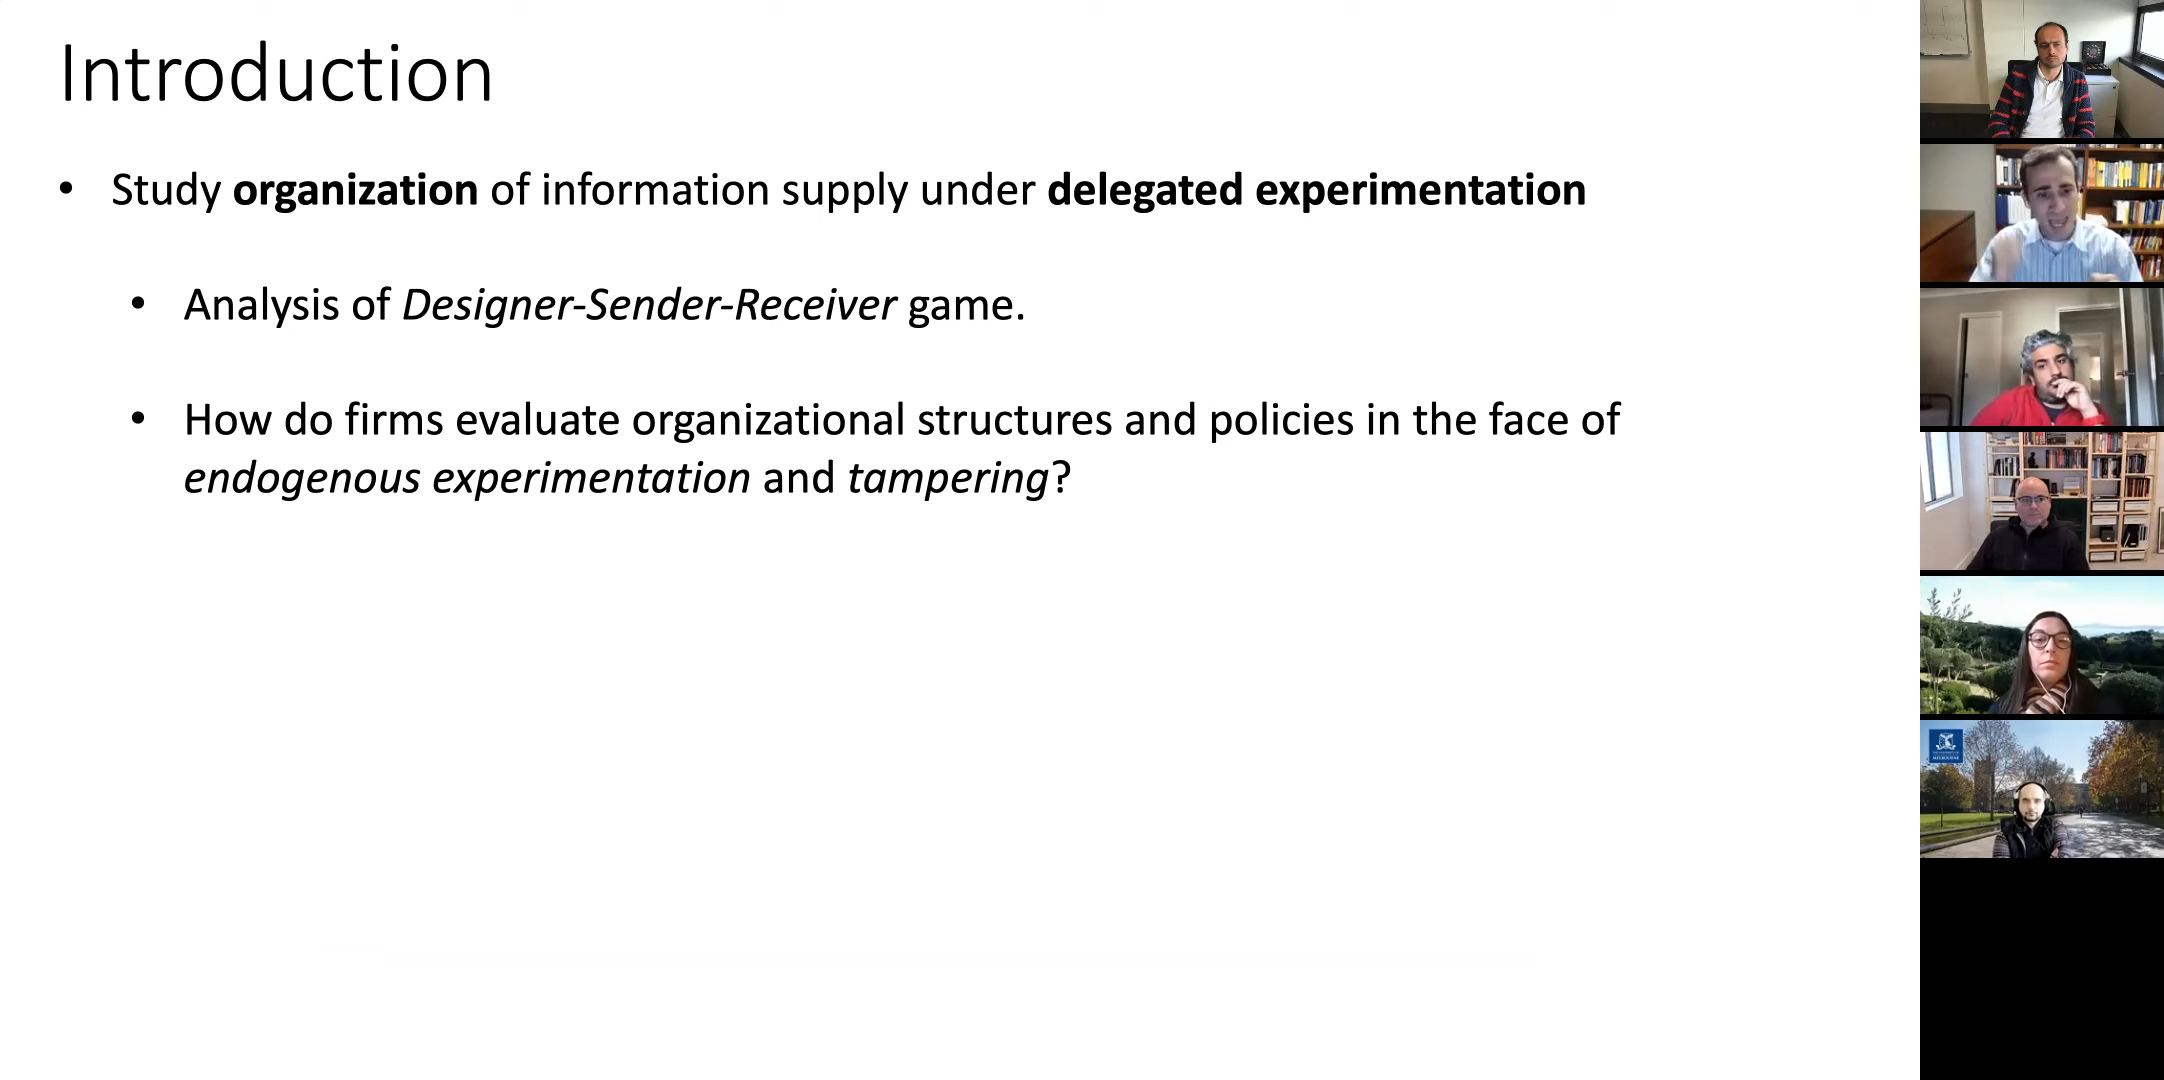 Introduction
• Study organization of information supply under delegated experimentation
• Analysis of Designer-Sender-Receiver game.
• How do firms evaluate organizational structures and policies in the face of
endogenous experimentation and tampering?
MELBOURNE